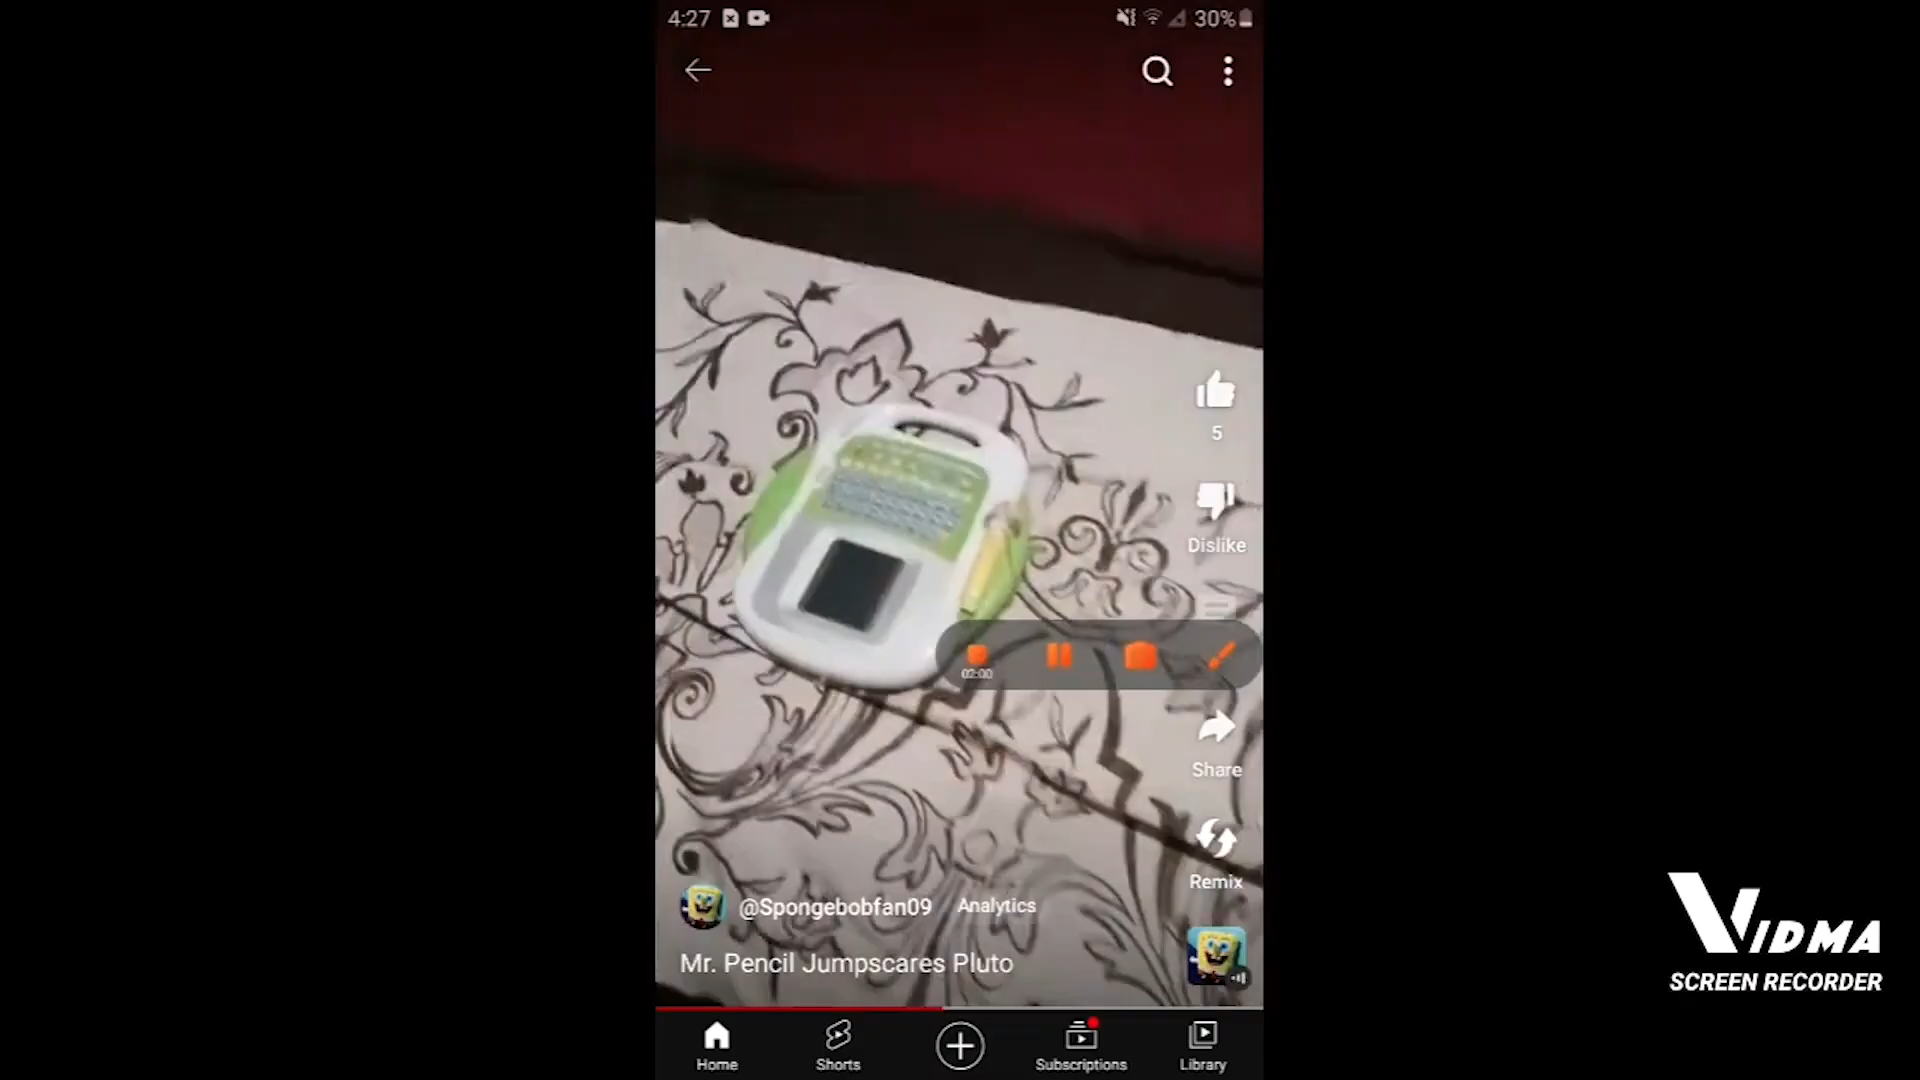 4:27
30%
5
Dislike
02:00
Share
Remix
@Spongebobfan09 Analytics
Mr. Pencil Jumpscares Pluto
Home Shorts Subscriptions Library
VIDMA
SCREEN RECORDER